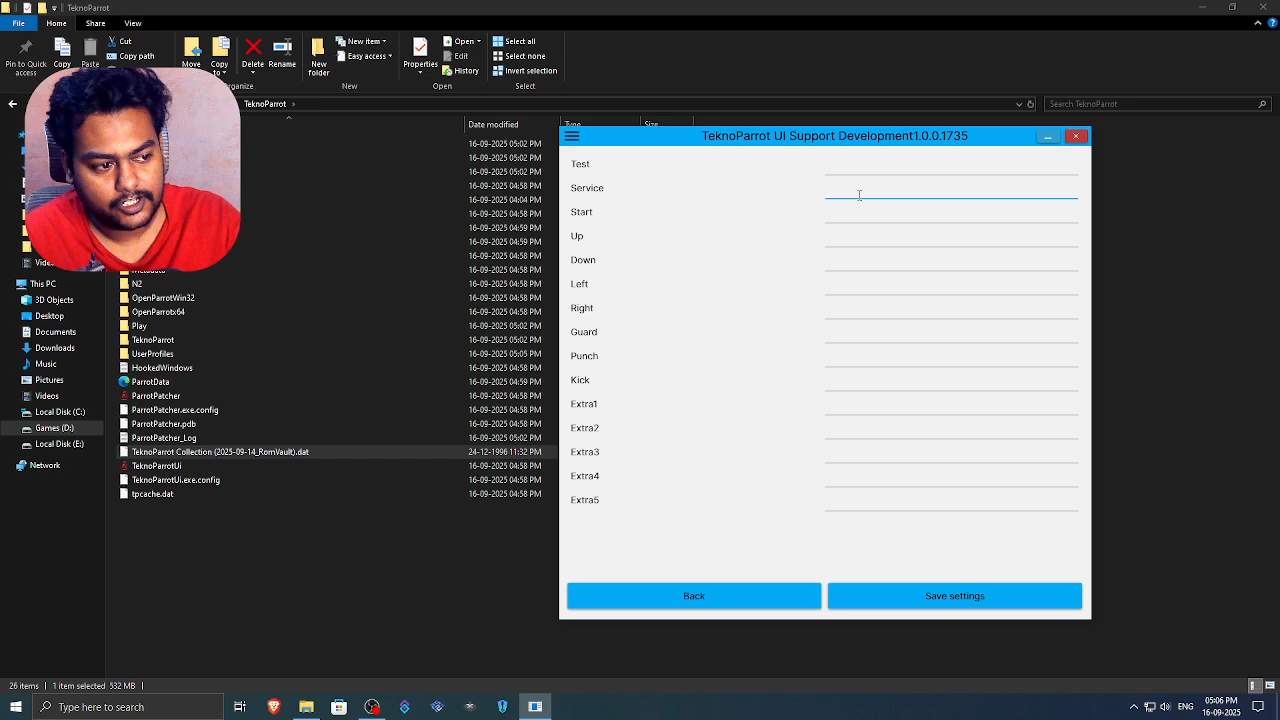 TeknoParrot
File
Home
Share
View
Pin to Quick access
Copy
Paste
Cut
Copy path
Move to
Copy to
Delete
Rename
New folder
New item
Easy access
Properties
Open
Edit
History
Select all
Select none
Invert selection
New
Open
Select
TeknoParrot
Search TeknoParrot
Date modified
Type
Size
16-09-2025 05:02 PM
16-09-2025 05:02 PM
16-09-2025 04:58 PM
16-09-2025 04:04 PM
16-09-2025 04:58 PM
16-09-2025 04:59 PM
16-09-2025 04:59 PM
16-09-2025 04:58 PM
16-09-2025 04:59 PM
Metadata 16-09-2025 04:58 PM
N2 16-09-2025 04:58 PM
OpenParrotWin32 16-09-2025 04:58 PM
OpenParrotx64 16-09-2025 04:58 PM
Play 16-09-2025 05:02 PM
TeknoParrot 16-09-2025 05:02 PM
UserProfiles 16-09-2025 05:05 PM
HookedWindows 16-09-2025 04:58 PM
ParrotData 16-09-2025 04:59 PM
ParrotPatcher 16-09-2025 04:58 PM
ParrotPatcher.exe.config 16-09-2025 04:58 PM
ParrotPatcher.pdb 16-09-2025 04:58 PM
ParrotPatcher_Log 16-09-2025 05:02 PM
TeknoParrot Collection (2025-09-14_RomVault).dat 24-12-1996 11:32 PM
TeknoParrotUi 16-09-2025 04:58 PM
TeknoParrotUi.exe.config 16-09-2025 04:58 PM
tpcache.dat 16-09-2025 04:58 PM
This PC
3D Objects
Desktop
Documents
Downloads
Music
Pictures
Videos
Local Disk (C:)
Games (D:)
Local Disk (E:)
Network
TeknoParrot UI Support Development1.0.0.1735
Test
Service
Start
Up
Down
Left
Right
Guard
Punch
Kick
Extra1
Extra2
Extra3
Extra4
Extra5
Back
Save settings
26 items
1 item selected 532 MB
Type here to search
05:06 PM
16-09-2025